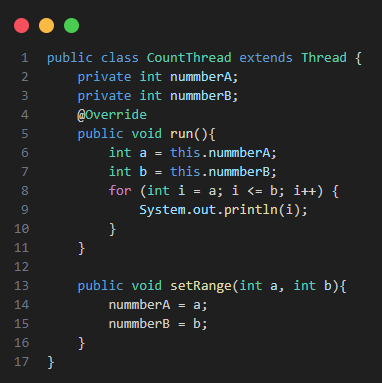 1 public class CountThread extends Thread {
2     private int nummberA;
3     private int nummberB;
4     @Override
5     public void run(){
6         int a = this.nummberA;
7         int b = this.nummberB;
8         for (int i = a; i <= b; i++) {
9             System.out.println(i);
10         }
11     }
12
13     public void setRange(int a, int b){
14         nummberA = a;
15         nummberB = b;
16     }
17 }